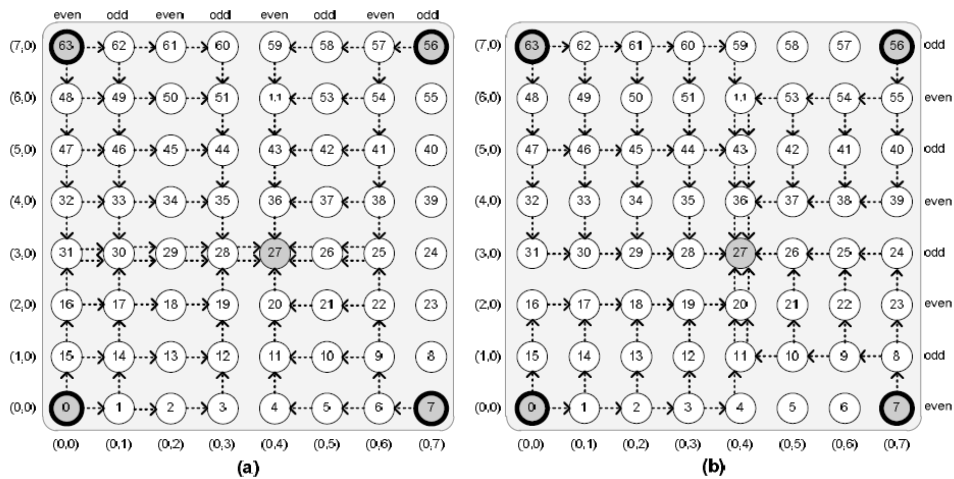 even odd even odd even odd even odd
(7,0) 63 62 61 60 59 58 57 56
(6,0) 48 49 50 51 1,1 53 54 55
(5,0) 47 46 45 44 43 42 41 40
(4,0) 32 33 34 35 36 37 38 39
(3,0) 31 30 29 28 27 26 25 24
(2,0) 16 17 18 19 20 21 22 23
(1,0) 15 14 13 12 11 10 9 8
(0,0) 0 1 2 3 4 5 6 7
(0,0) (0,1) (0,2) (0,3) (0,4) (0,5) (0,6) (0,7)
(a)
(7,0) 63 62 61 60 59 58 57 56 odd
(6,0) 48 49 50 51 1,1 53 54 55 even
(5,0) 47 46 45 44 43 42 41 40 odd
(4,0) 32 33 34 35 36 37 38 39 even
(3,0) 31 30 29 28 27 26 25 24 odd
(2,0) 16 17 18 19 20 21 22 23 even
(1,0) 15 14 13 12 11 10 9 8 odd
(0,0) 0 1 2 3 4 5 6 7 even
(0,0) (0,1) (0,2) (0,3) (0,4) (0,5) (0,6) (0,7)
(b)